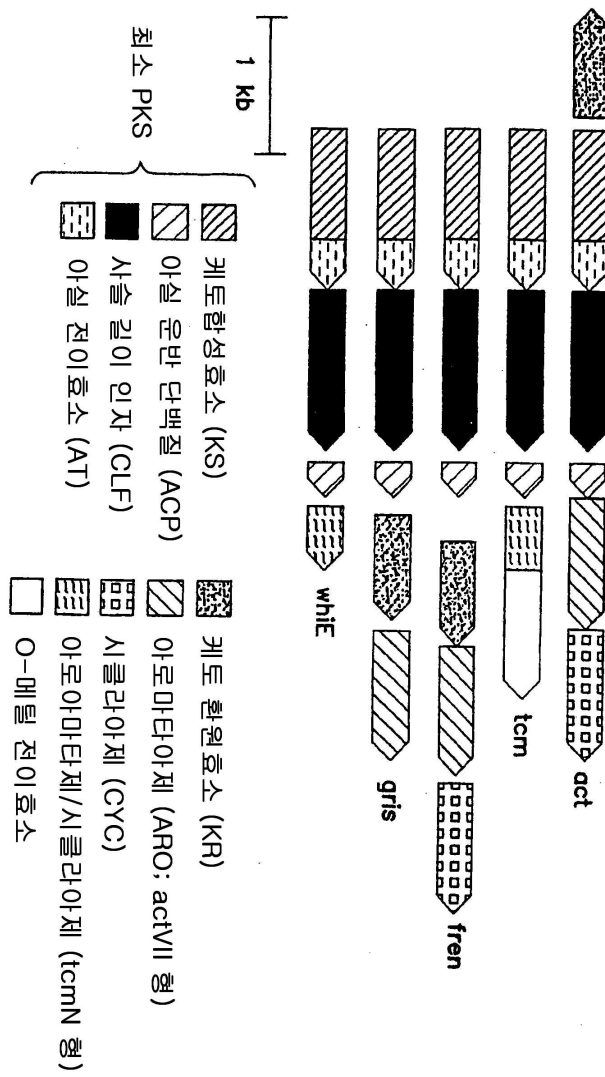 act
tcm
fren
gris
whiE
1 kb
최소 PKS
케토합성효소 (KS)
아실 운반 단백질 (ACP)
사슬 길이 인자 (CLF)
아실 전이효소 (AT)
케토 환원효소 (KR)
아로마티아제 (ARO; actVII 형)
시클라아제 (CYC)
아로아마타제/시클라아제 (tcmN 형)
O-메틸 전이효소